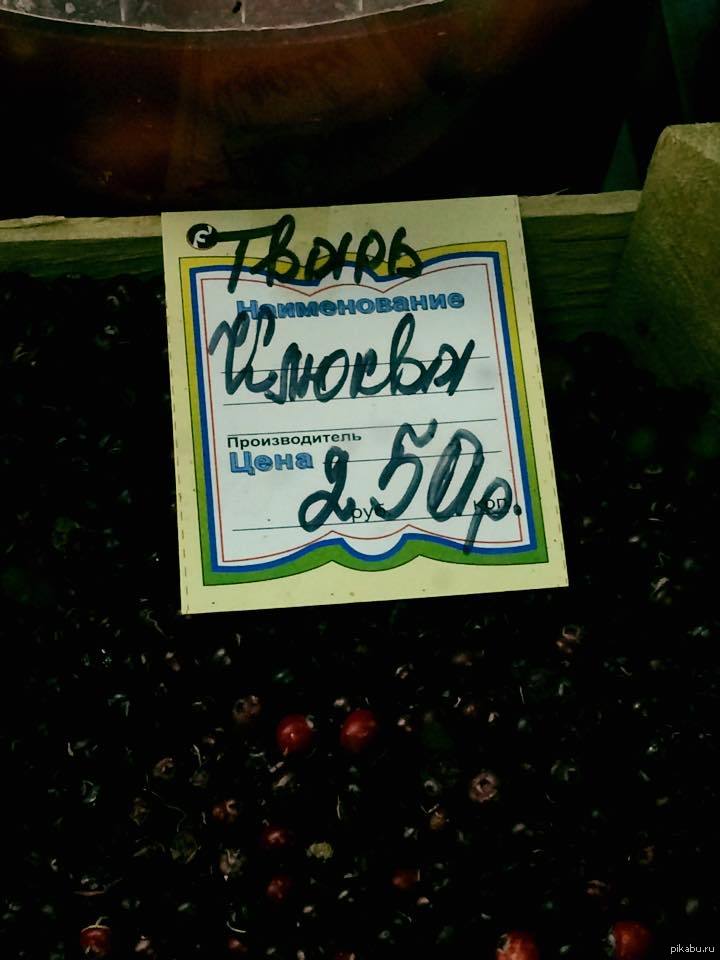 Тварь
Наименование
Клюква
Производитель
Цена 250р.
руб. коп.
pikabu.ru